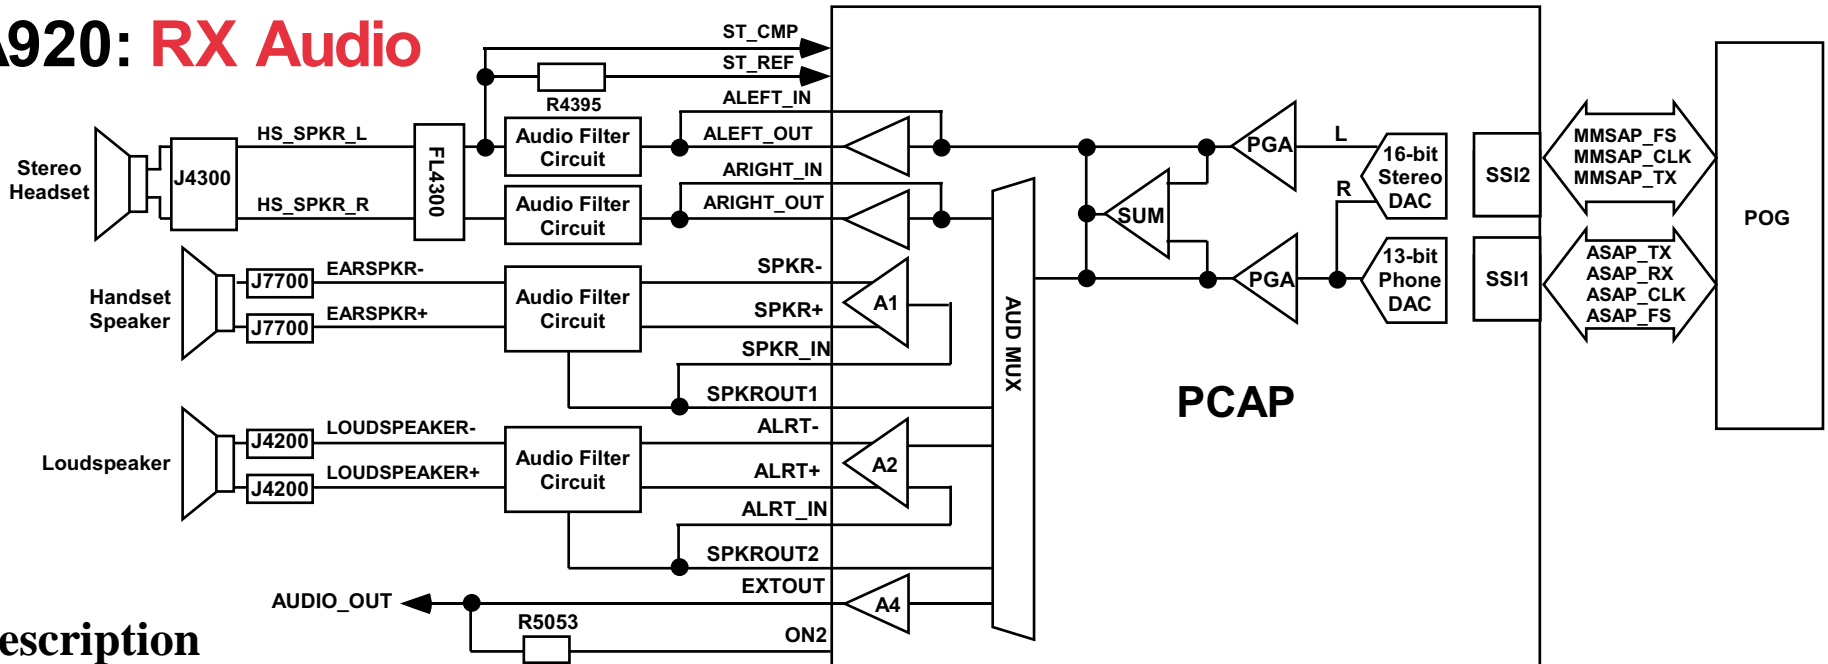 A920: RX Audio
ST_CMP
ST_REF
R4395
ALEFT_IN
ALEFT_OUT
ARIGHT_IN
ARIGHT_OUT
Stereo
Headset
J4300
HS_SPKR_L
HS_SPKR_R
FL4300
Audio Filter
Circuit
Audio Filter
Circuit
PGA
L
16-bit
Stereo
DAC
R
SUM
PGA
13-bit
Phone
DAC
SSI2
SSI1
MMSAP_FS
MMSAP_CLK
MMSAP_TX
ASAP_TX
ASAP_RX
ASAP_CLK
ASAP_FS
POG
Handset
Speaker
J7700
J7700
EARSPKR-
EARSPKR+
Audio Filter
Circuit
SPKR-
SPKR+
SPKR_IN
SPKROUT1
A1
AUD MUX
PCAP
Loudspeaker
J4200
J4200
LOUDSPEAKER-
LOUDSPEAKER+
Audio Filter
Circuit
ALRT-
ALRT+
ALRT_IN
SPKROUT2
A2
EXTOUT
A4
AUDIO_OUT
R5053
ON2
escription